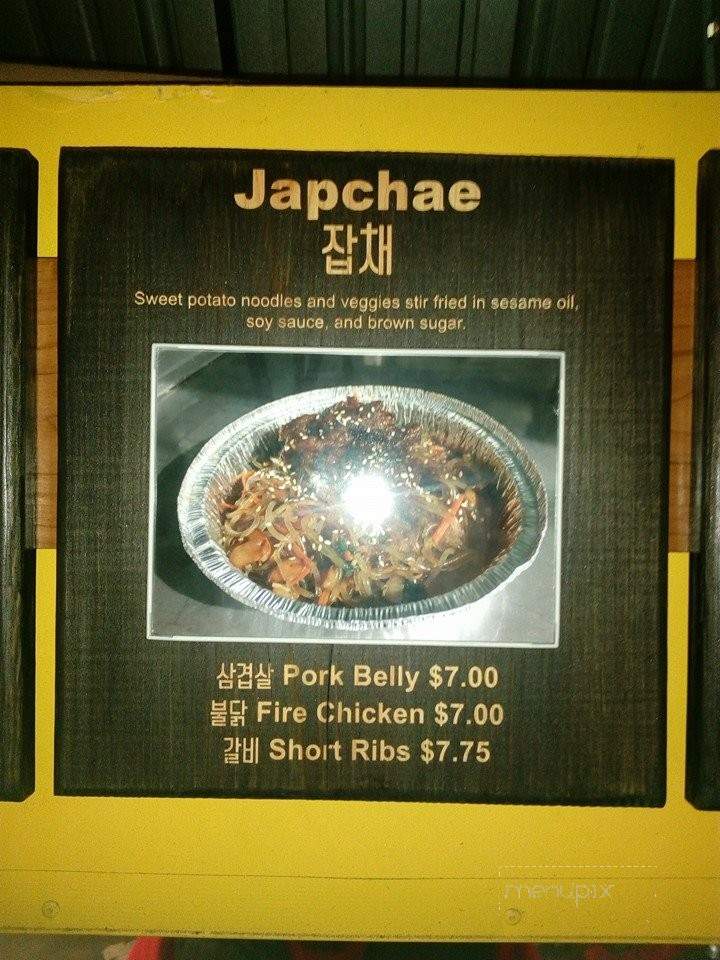 Japchae
잡채
Sweet potato noodles and veggies stir fried in sesame oil,
soy sauce, and brown sugar.
삼겹살 Pork Belly $7.00
불닭 Fire Chicken $7.00
갈비 Short Ribs $7.75
menupix